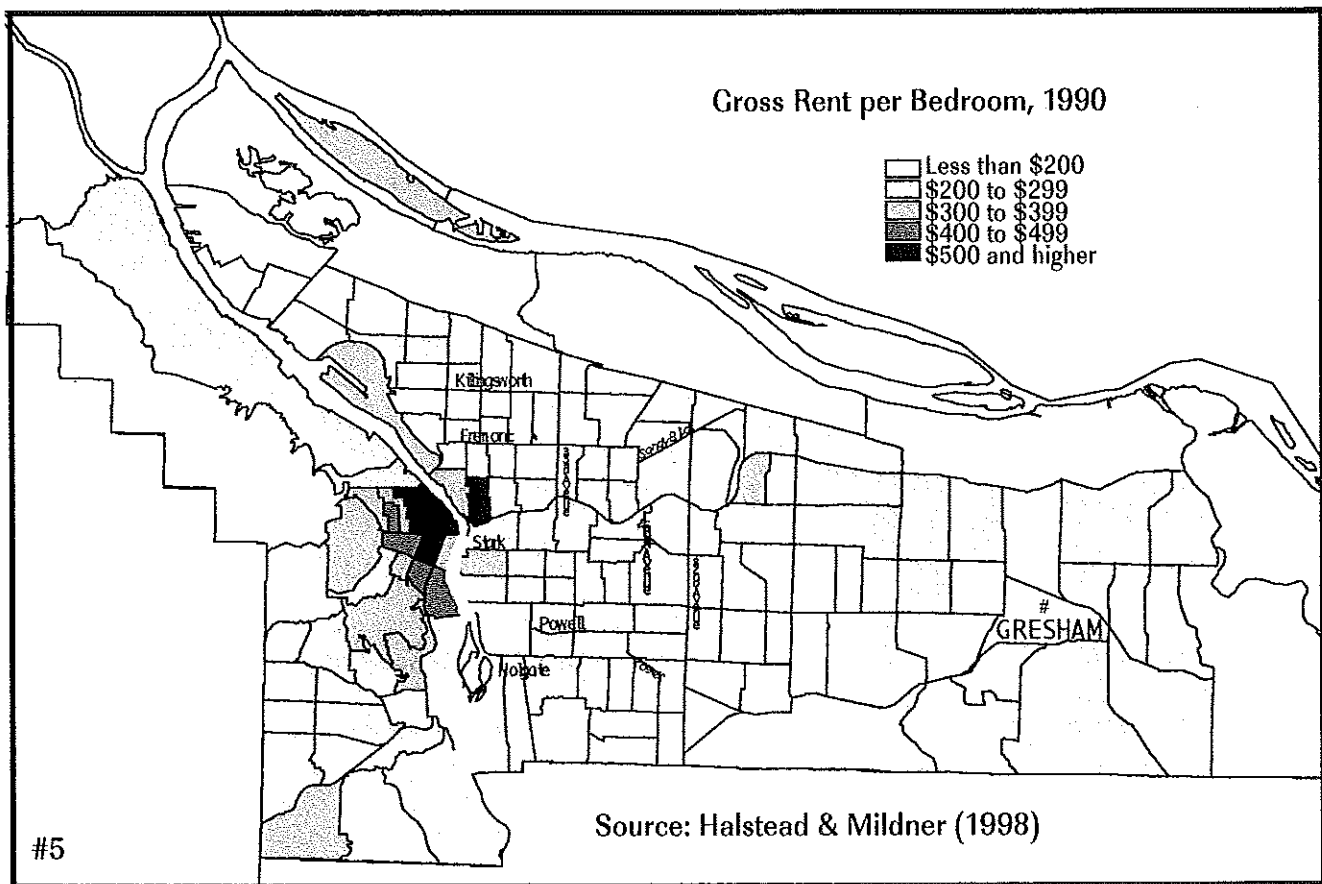 Gross Rent per Bedroom, 1990
Less than $200
$200 to $299
$300 to $399
$400 to $499
$500 and higher
Killingsworth
Fremont
Stark
Powell
Holgate
Foster
#
GRESHAM
Source: Halstead & Mildner (1998)
#5